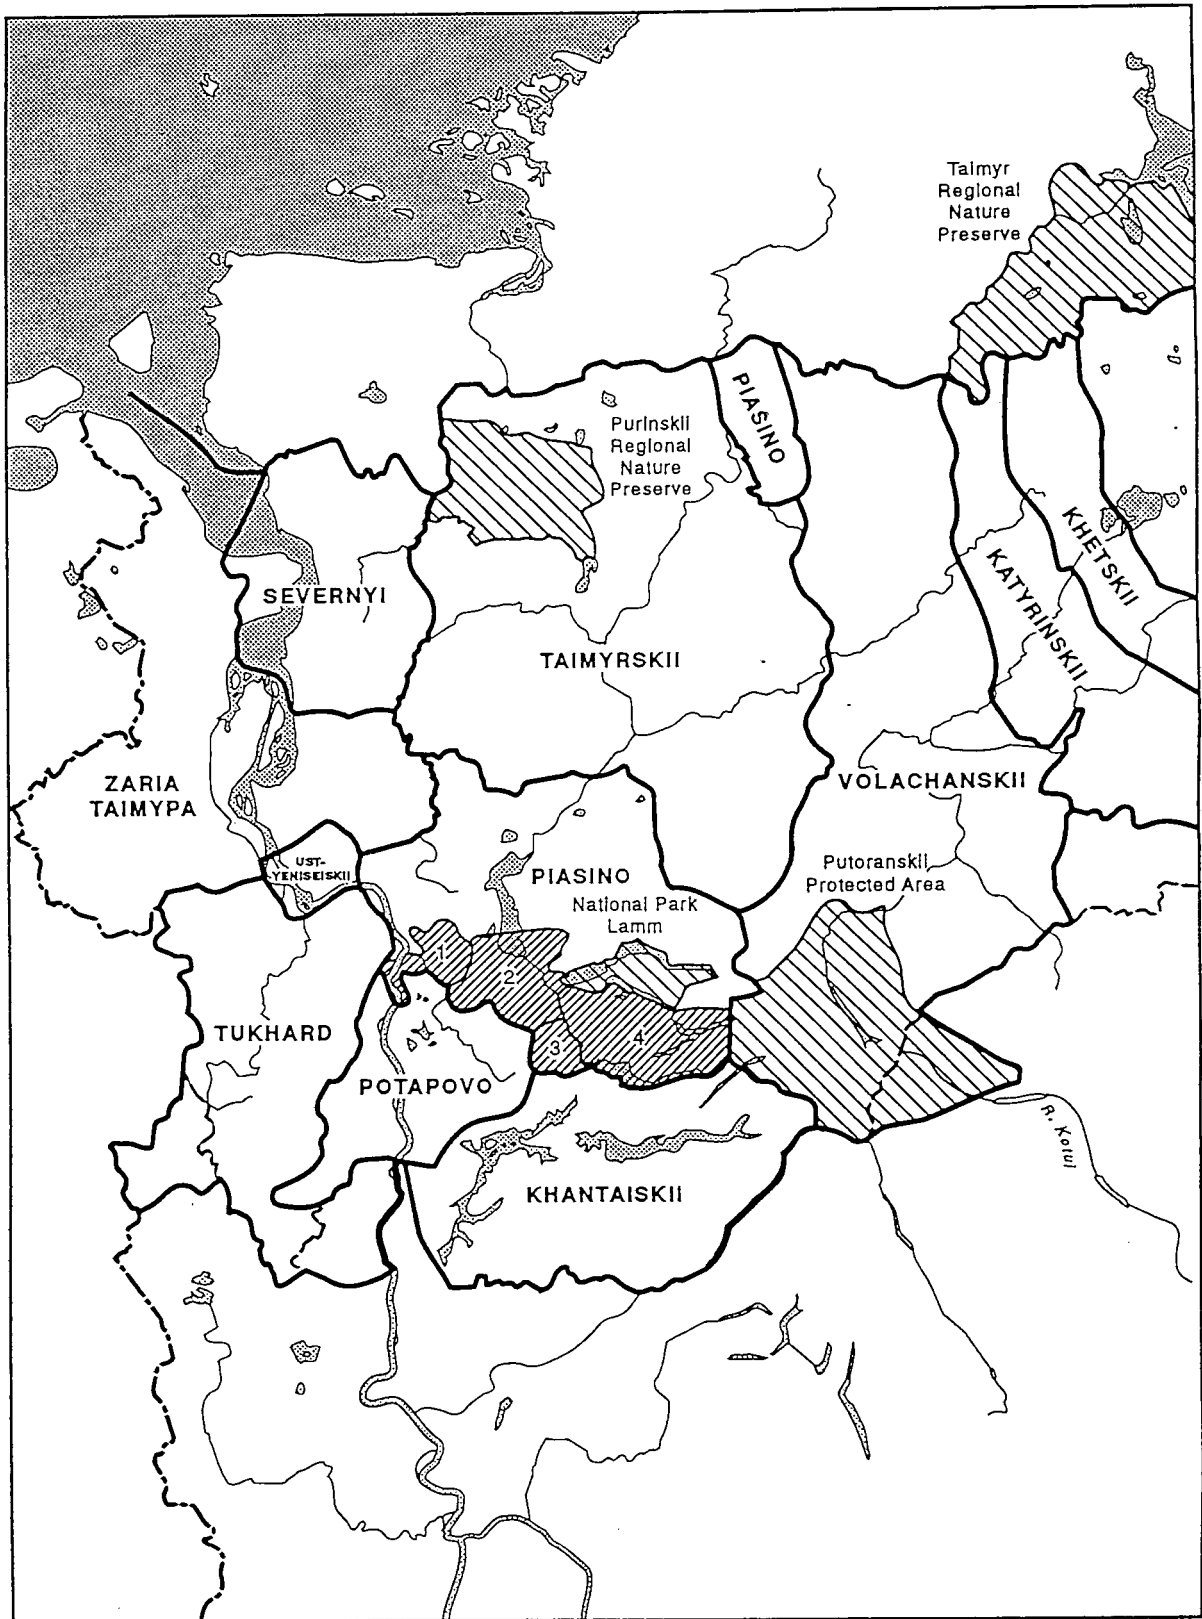 Taimyr
Regional
Nature
Preserve
PIASINO
Purinskii
Regional
Nature
Preserve
KHETSKII
KATYRINSKII
SEVERNYI
TAIMYRSKII
ZARIA
TAIMYPA
VOLACHANSKII
UST-
YENISEISKII
PIASINO
National Park
Lamm
Putoranskii
Protected Area
1
2
3
4
TUKHARD
POTAPOVO
R. Kotui
KHANTAISKII